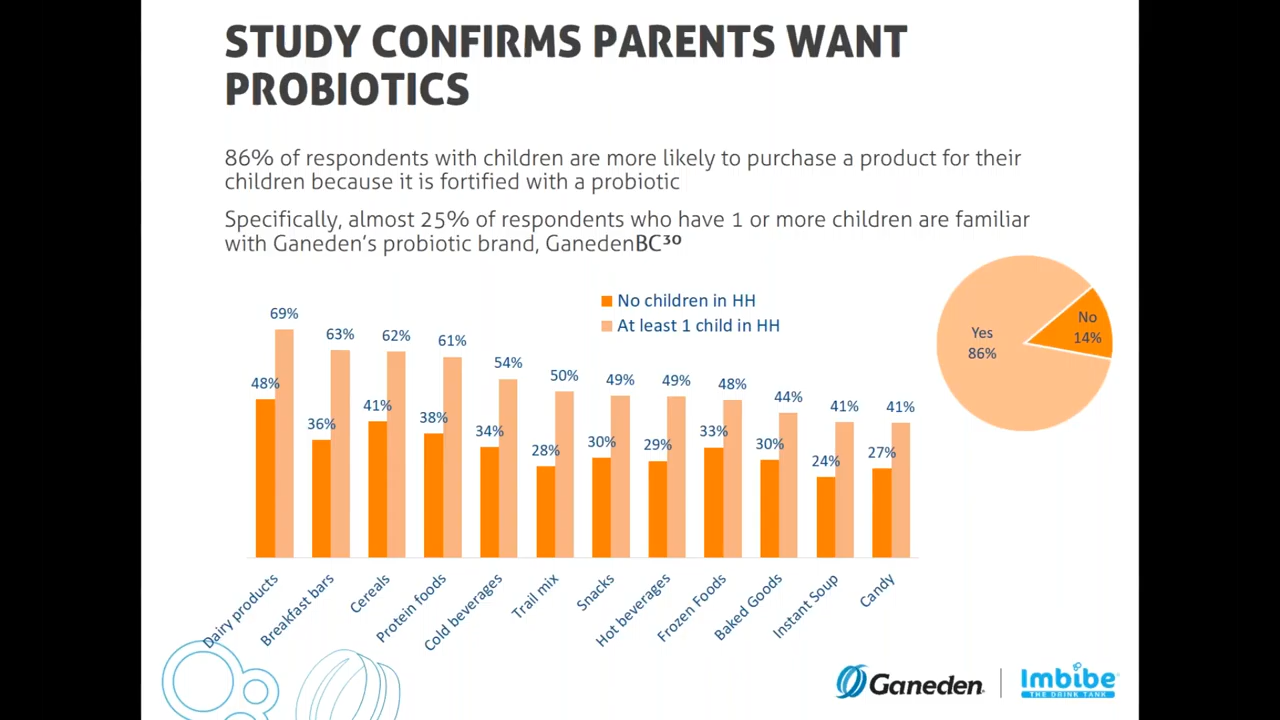 STUDY CONFIRMS PARENTS WANT
PROBIOTICS
86% of respondents with children are more likely to purchase a product for their
children because it is fortified with a probiotic
Specifically, almost 25% of respondents who have 1 or more children are familiar
with Ganeden's probiotic brand, GanedenBC³⁰
No children in HH
At least 1 child in HH
69%
63%
62%
61%
54%
50%
49%
49%
48%
44%
41%
41%
48%
36%
41%
38%
34%
28%
30%
29%
33%
30%
24%
27%
Dairy products
Breakfast bars
Cereals
Protein foods
Cold beverages
Trail mix
Snacks
Hot beverages
Frozen Foods
Baked Goods
Instant Soup
Candy
Yes
86%
No
14%
Ganeden
Imbibe
THE DRINK TANK